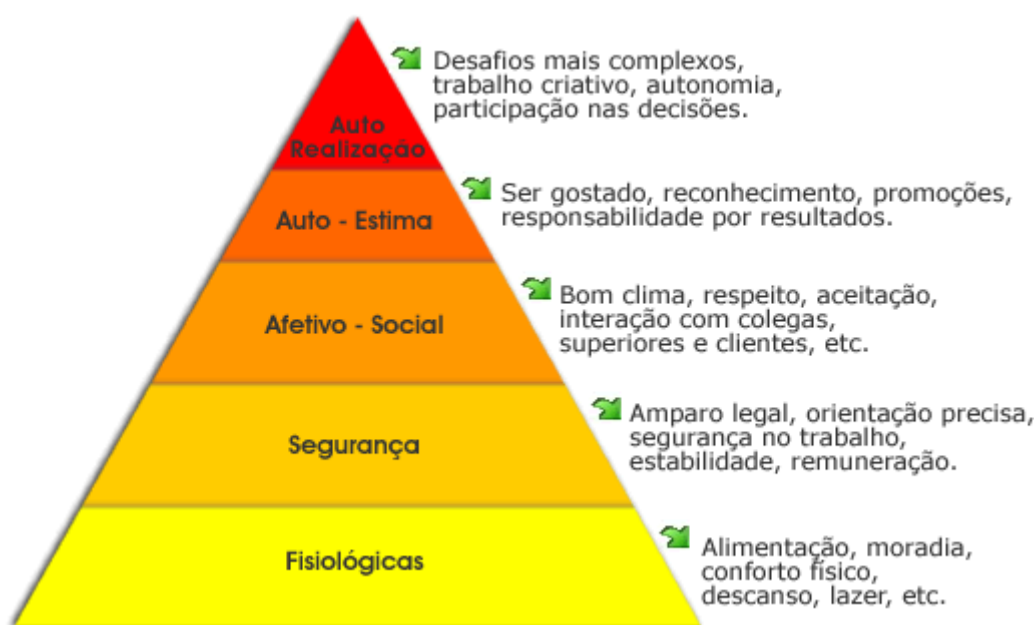 Desafios mais complexos,
trabalho criativo, autonomia,
participação nas decisões.
Auto
Realização
Ser gostado, reconhecimento, promoções,
responsabilidade por resultados.
Auto - Estima
Bom clima, respeito, aceitação,
interação com colegas,
superiores e clientes, etc.
Afetivo - Social
Amparo legal, orientação precisa,
segurança no trabalho,
estabilidade, remuneração.
Segurança
Alimentação, moradia,
conforto físico,
descanso, lazer, etc.
Fisiológicas